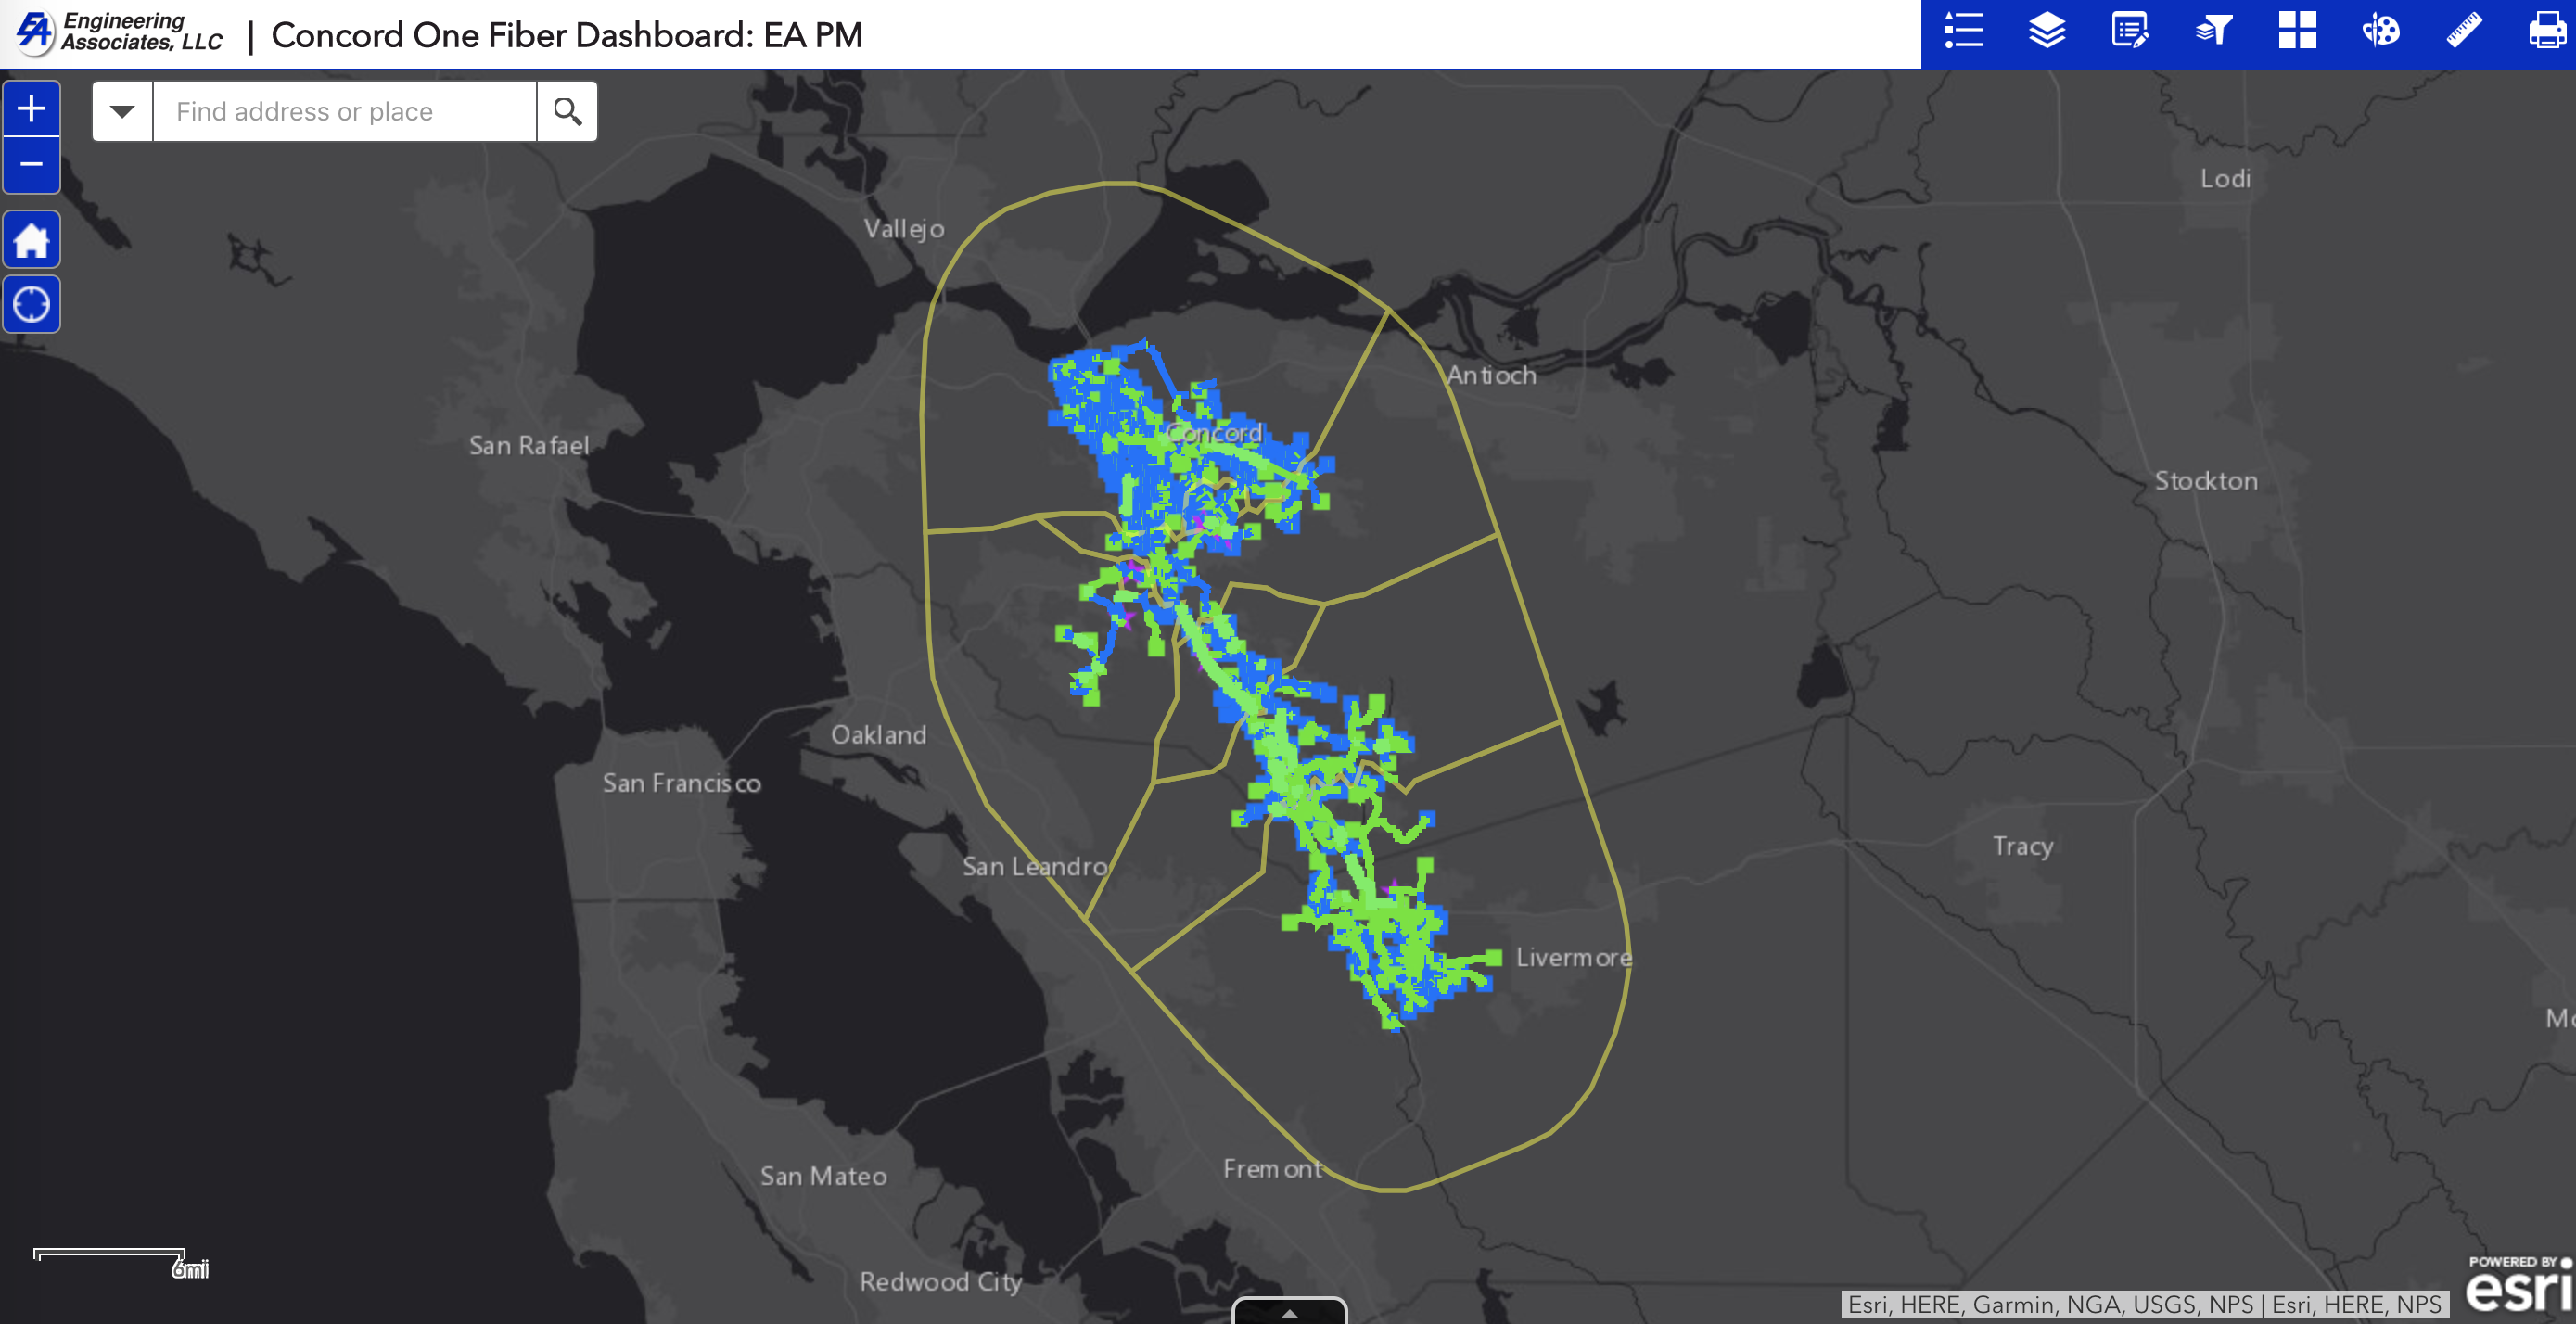 EA Engineering
Associates, LLC
| Concord One Fiber Dashboard: EA PM
Find address or place
Lodi
Vallejo
Antioch
Concord
San Rafael
Stockton
Oakland
San Francisco
San Leandro
Tracy
Livermore
Mo
Fremont
San Mateo
6mi
Redwood City
POWERED BY
esri
Esri, HERE, Garmin, NGA, USGS, NPS | Esri, HERE, NPS